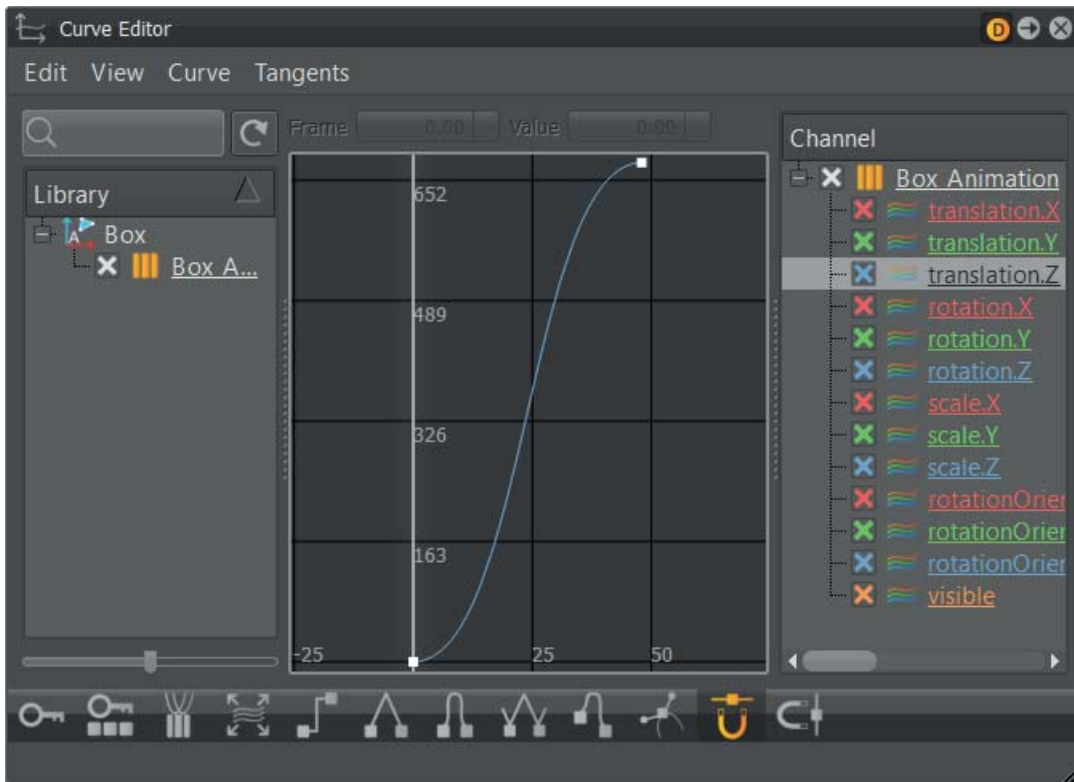 Curve Editor
D
Edit View Curve Tangents
Frame 0.00 Value 0.00
Library
A Box
Box A...
652
489
326
163
-25 25 50
Channel
Box Animation
translation.X
translation.Y
translation.Z
rotation.X
rotation.Y
rotation.Z
scale.X
scale.Y
scale.Z
rotationOrier
rotationOrier
rotationOrier
visible